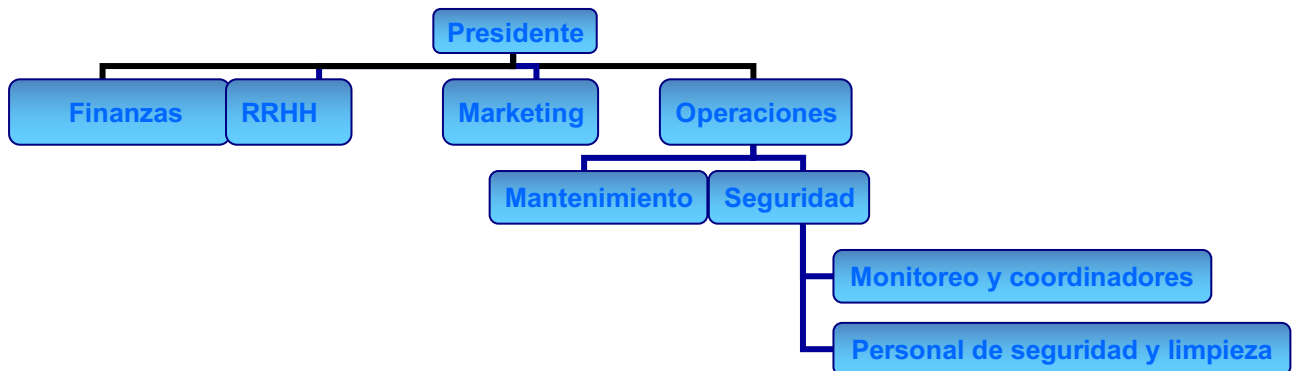 Presidente
Finanzas
RRHH
Marketing
Operaciones
Mantenimiento
Seguridad
Monitoreo y coordinadores
Personal de seguridad y limpieza